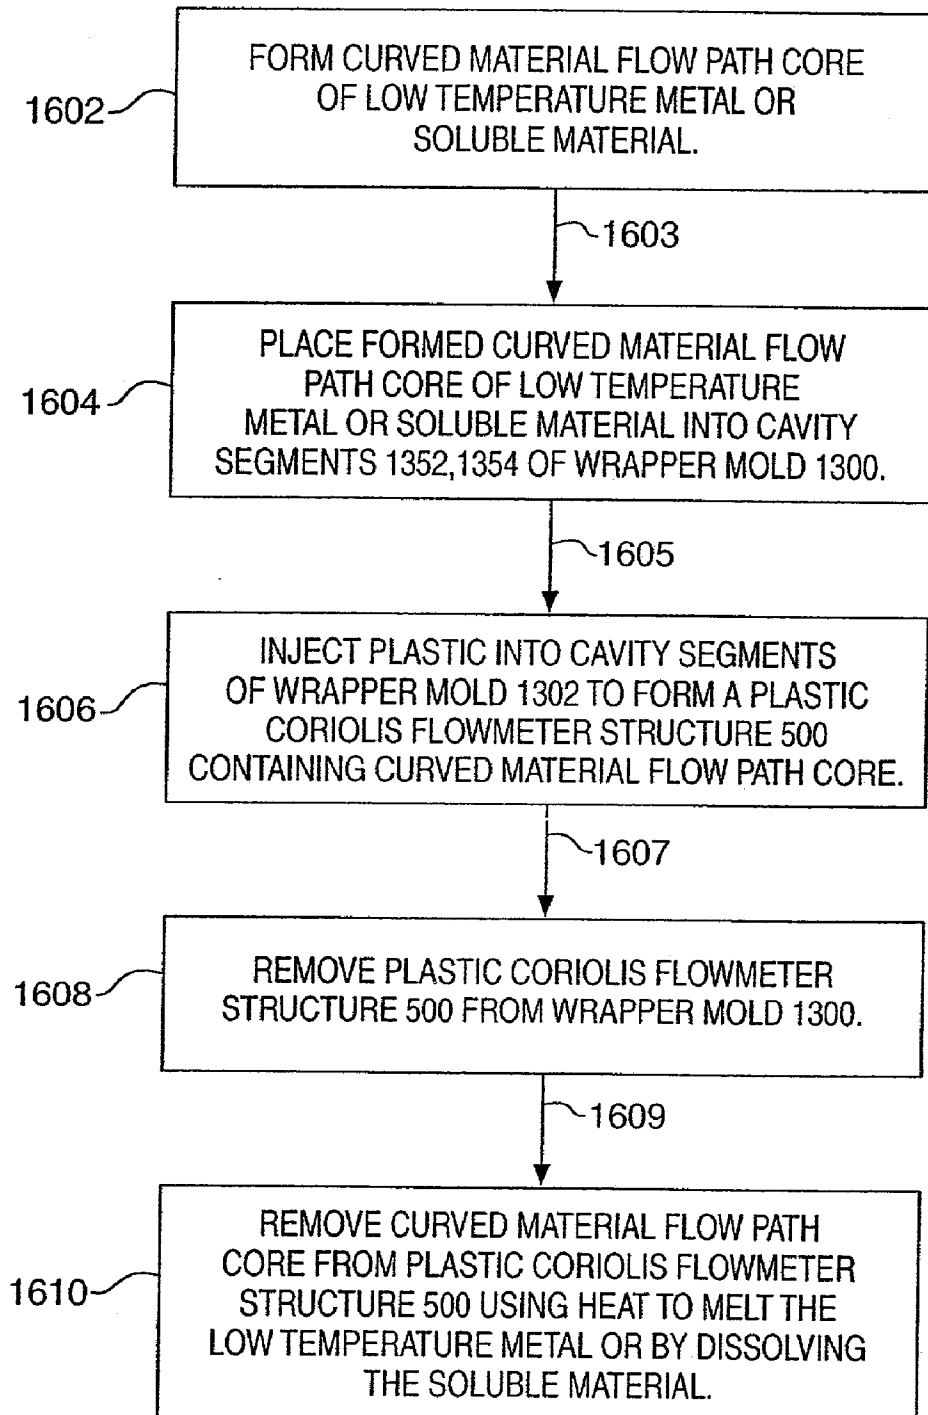 FORM CURVED MATERIAL FLOW PATH CORE
OF LOW TEMPERATURE METAL OR
SOLUBLE MATERIAL.
1602
1603
PLACE FORMED CURVED MATERIAL FLOW
PATH CORE OF LOW TEMPERATURE
METAL OR SOLUBLE MATERIAL INTO CAVITY
SEGMENTS 1352,1354 OF WRAPPER MOLD 1300.
1604
1605
INJECT PLASTIC INTO CAVITY SEGMENTS
OF WRAPPER MOLD 1302 TO FORM A PLASTIC
CORIOLIS FLOWMETER STRUCTURE 500
CONTAINING CURVED MATERIAL FLOW PATH CORE.
1606
1607
REMOVE PLASTIC CORIOLIS FLOWMETER
STRUCTURE 500 FROM WRAPPER MOLD 1300.
1608
1609
REMOVE CURVED MATERIAL FLOW PATH
CORE FROM PLASTIC CORIOLIS FLOWMETER
STRUCTURE 500 USING HEAT TO MELT THE
LOW TEMPERATURE METAL OR BY DISSOLVING
THE SOLUBLE MATERIAL.
1610